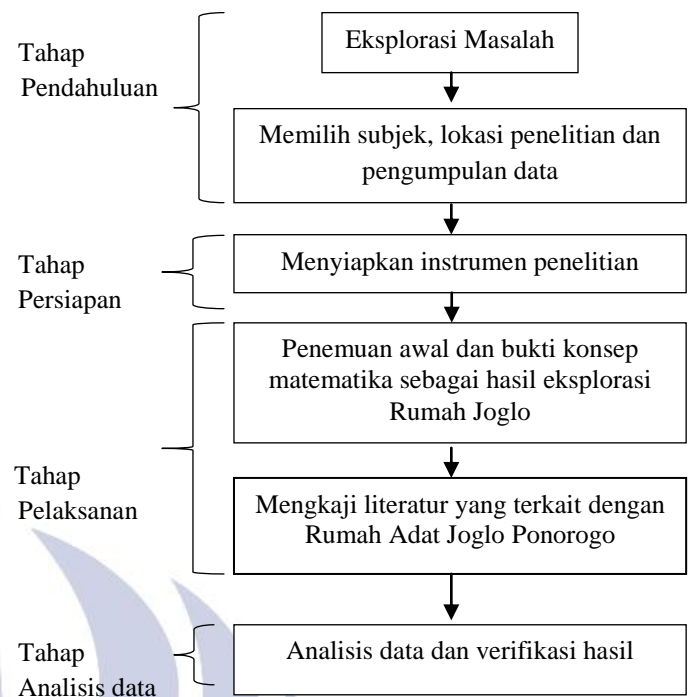 Tahap
Pendahuluan
Eksplorasi Masalah
Memilih subjek, lokasi penelitian dan
pengumpulan data
Tahap
Persiapan
Menyiapkan instrumen penelitian
Tahap
Pelaksanan
Penemuan awal dan bukti konsep
matematika sebagai hasil eksplorasi
Rumah Joglo
Mengkaji literatur yang terkait dengan
Rumah Adat Joglo Ponorogo
Tahap
Analisis data
Analisis data dan verifikasi hasil